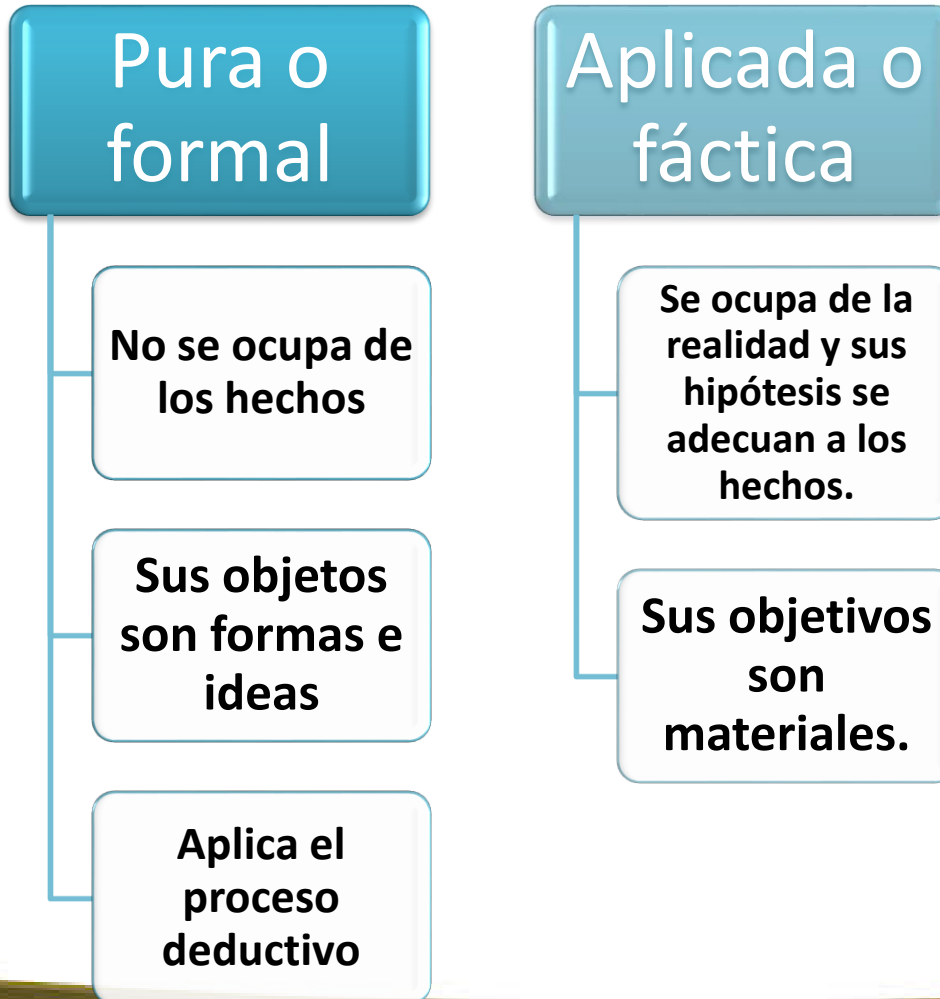 Pura o
formal
No se ocupa de
los hechos
Sus objetos
son formas e
ideas
Aplica el
proceso
deductivo
Aplicada o
fáctica
Se ocupa de la
realidad y sus
hipótesis se
adecuan a los
hechos.
Sus objetivos
son
materiales.